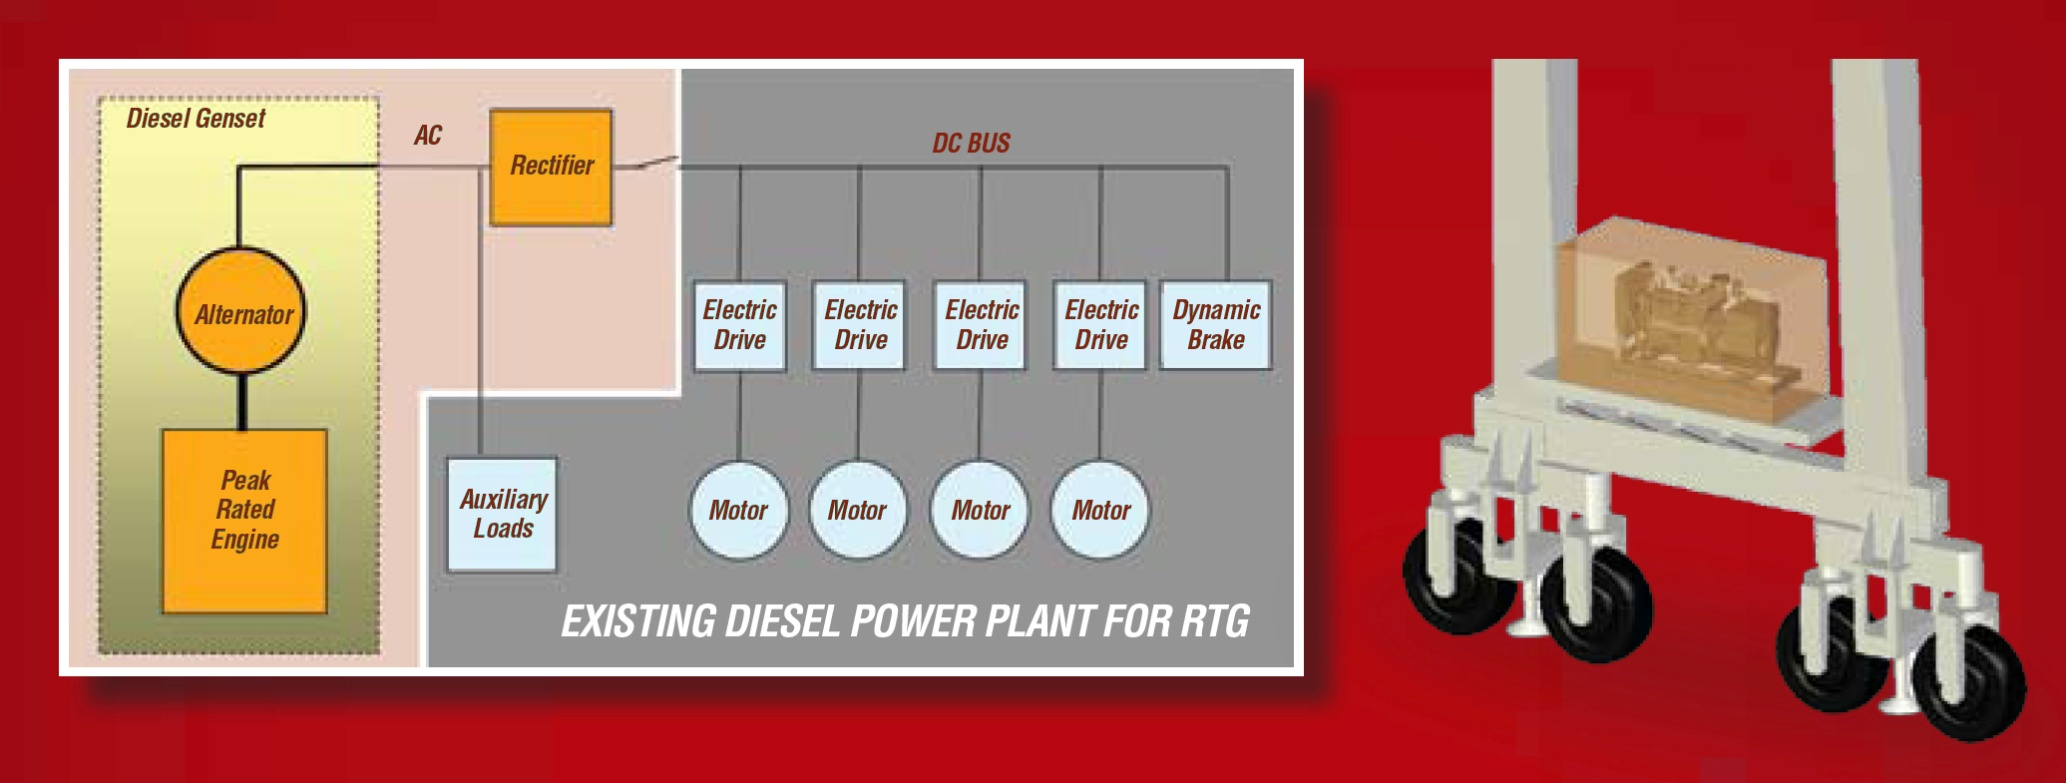 Diesel Genset
AC
Rectifier
DC BUS
Alternator
Electric
Drive
Electric
Drive
Electric
Drive
Electric
Drive
Dynamic
Brake
Peak
Rated
Engine
Auxiliary
Loads
Motor
Motor
Motor
Motor
EXISTING DIESEL POWER PLANT FOR RTG